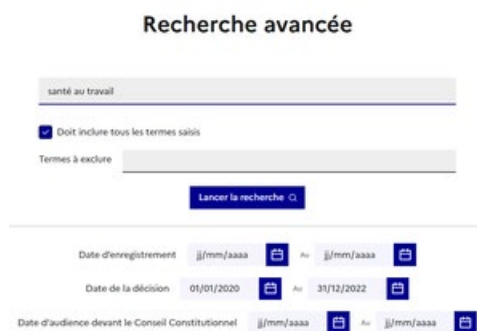 Recherche avancée
santé au travail
Doit inclure tous les termes saisis
Termes à exclure
Lancer la recherche
Date d'enregistrement jj/mm/aaaa Au jj/mm/aaaa
Date de la décision 01/01/2020 Au 31/12/2022
Date d'audience devant le Conseil Constitutionnel jj/mm/aaaa Au jj/mm/aaaa